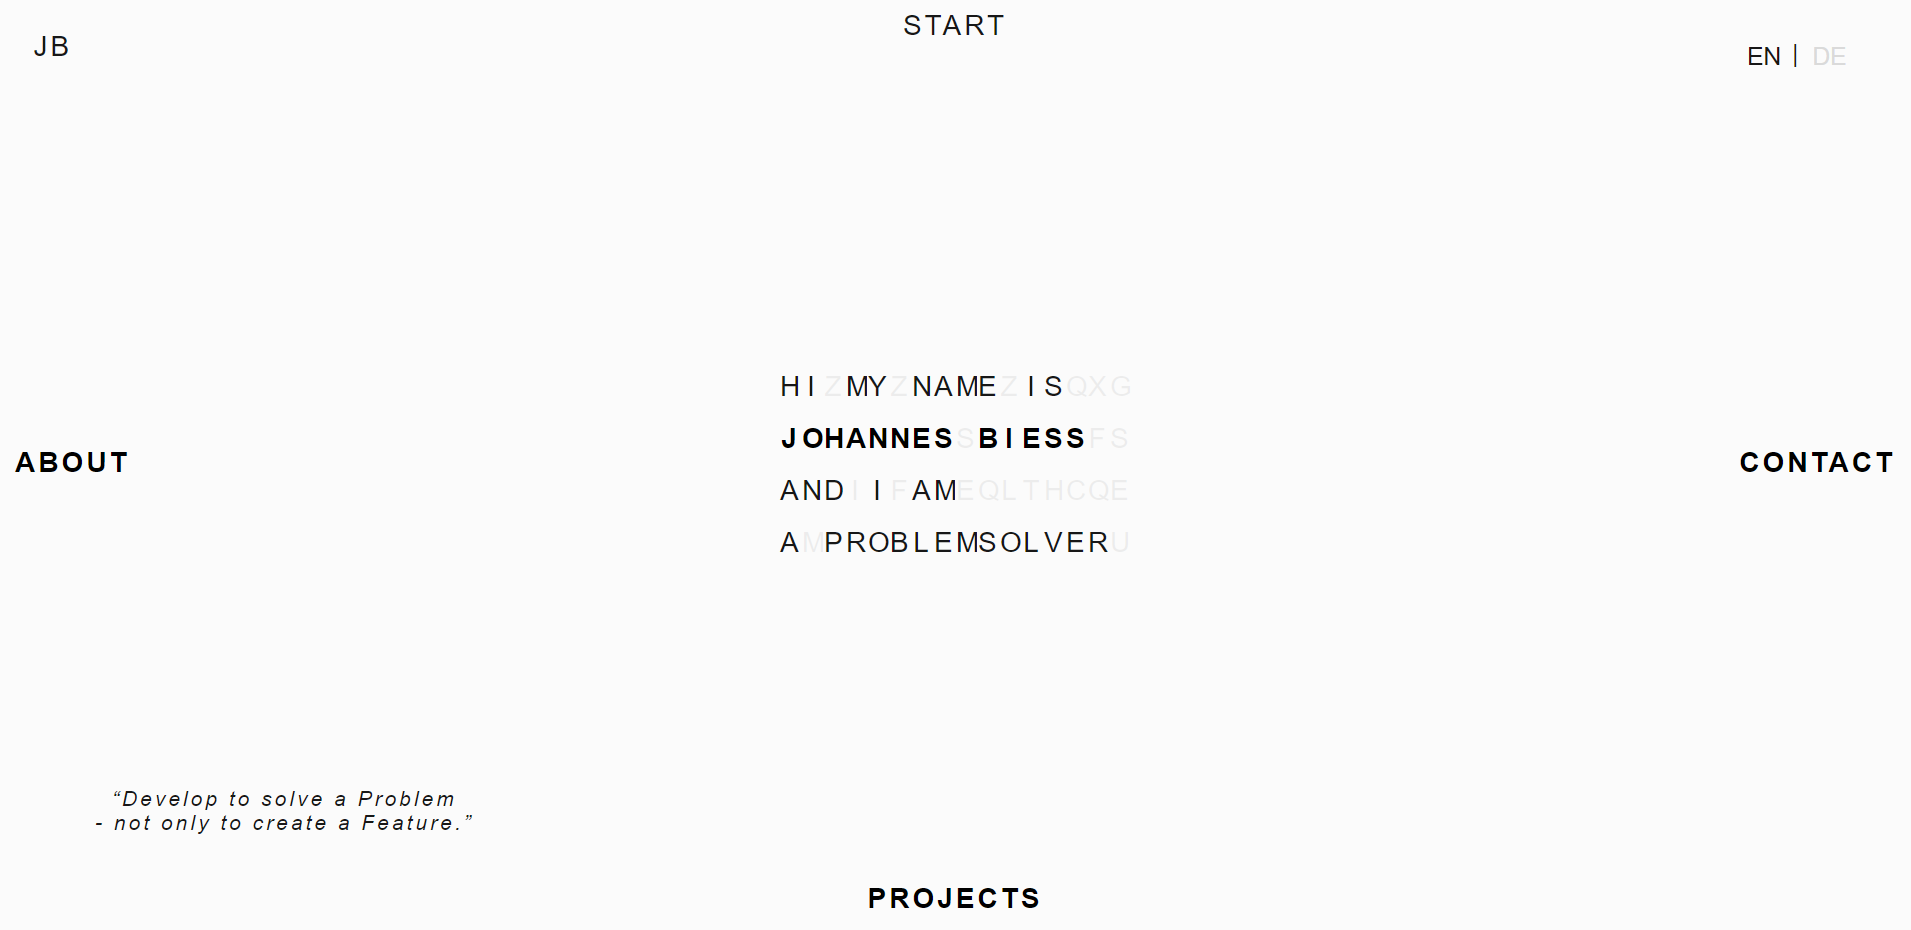 START
JB
EN | DE
HI Z MY Z NAME Z IS QXG
JOHANNES S BIESS FS
AND I I F AM EQLTHCQE
A M PROBLEMSOLVER U
ABOUT
CONTACT
“Develop to solve a Problem
- not only to create a Feature.”
PROJECTS